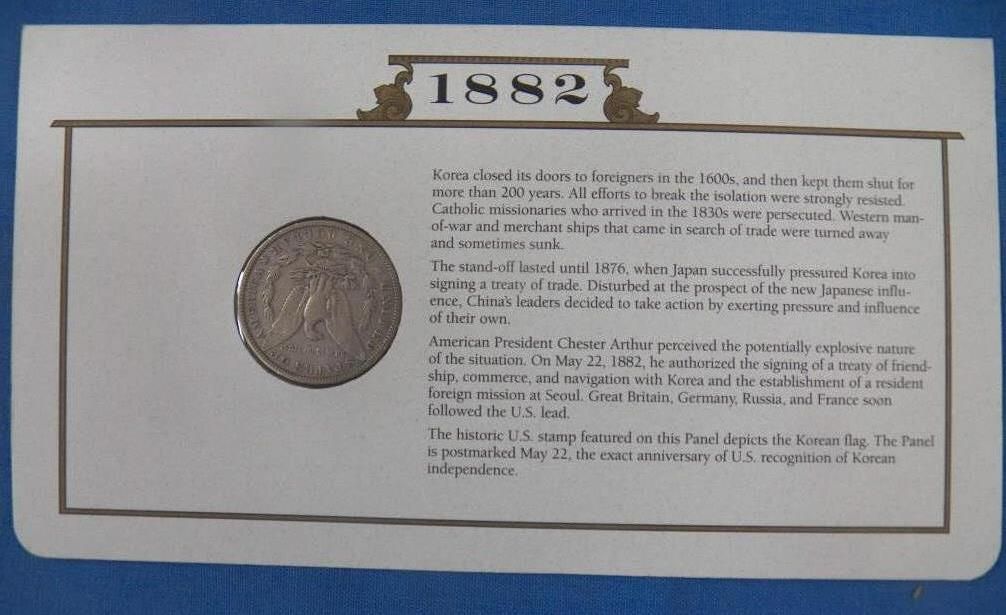 1882
Korea closed its doors to foreigners in the 1600s, and then kept them shut for
more than 200 years. All efforts to break the isolation were strongly resisted.
Catholic missionaries who arrived in the 1830s were persecuted. Western man-
of-war and merchant ships that came in search of trade were turned away
and sometimes sunk.
The stand-off lasted until 1876, when Japan successfully pressured Korea into
signing a treaty of trade. Disturbed at the prospect of the new Japanese influ-
ence, China's leaders decided to take action by exerting pressure and influence
of their own.
American President Chester Arthur perceived the potentially explosive nature
of the situation. On May 22, 1882, he authorized the signing of a treaty of friend-
ship, commerce, and navigation with Korea and the establishment of a resident
foreign mission at Seoul. Great Britain, Germany, Russia, and France soon
followed the U.S. lead.
The historic U.S. stamp featured on this Panel depicts the Korean flag. The Panel
is postmarked May 22, the exact anniversary of U.S. recognition of Korean
independence.